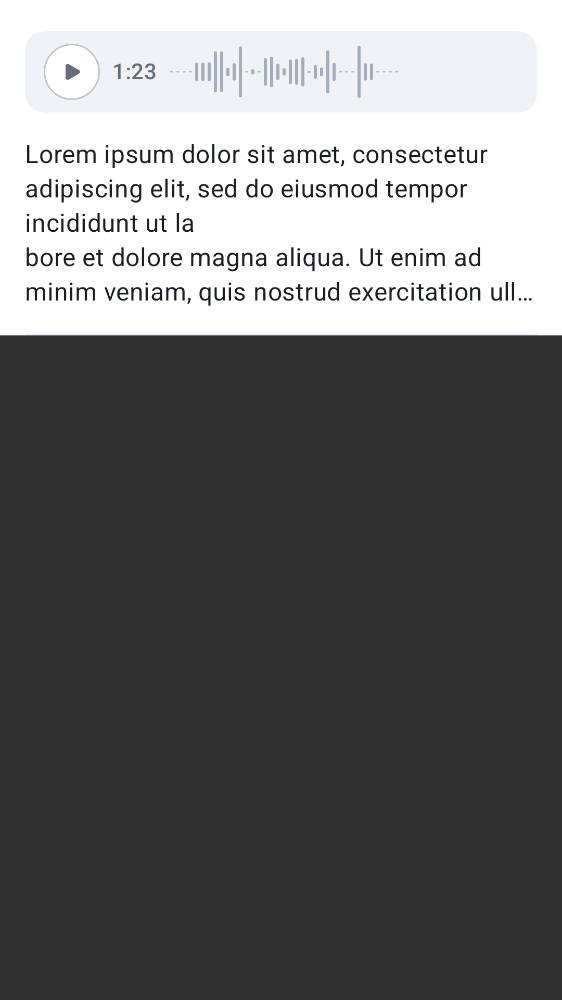 1:23
Lorem ipsum dolor sit amet, consectetur
adipiscing elit, sed do eiusmod tempor
incididunt ut la
bore et dolore magna aliqua. Ut enim ad
minim veniam, quis nostrud exercitation ull…